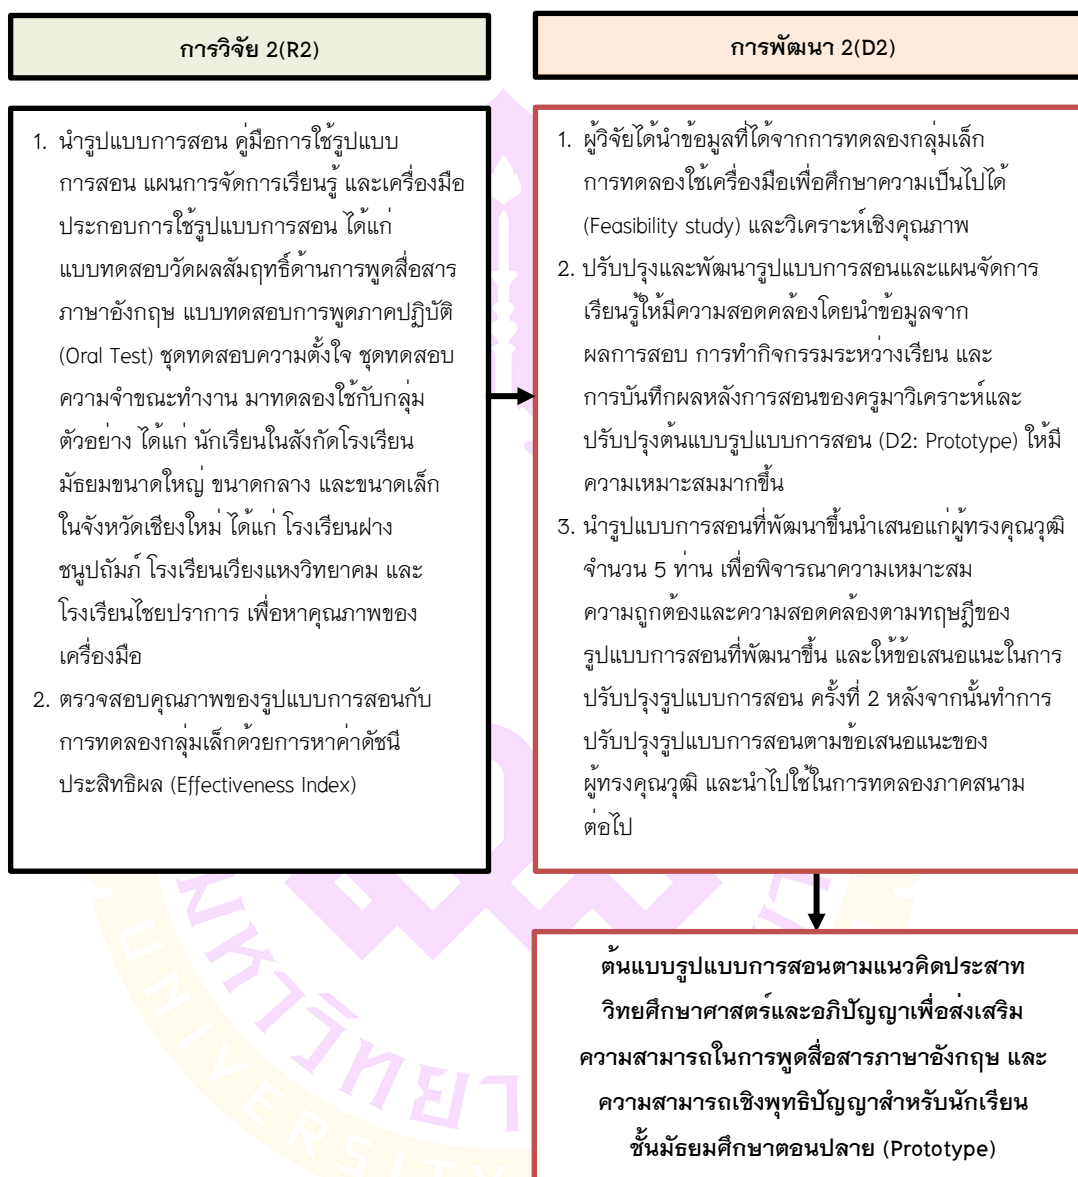 การวิจัย 2(R2)
การพัฒนา 2(D2)
1. นำรูปแบบการสอน คู่มือการใช้รูปแบบ
การสอน แผนการจัดการเรียนรู้ และเครื่องมือ
ประกอบการใช้รูปแบบการสอน ได้แก่
แบบทดสอบวัดผลสัมฤทธิ์ด้านการพูดสื่อสาร
ภาษาอังกฤษ แบบทดสอบการพูดภาคปฏิบัติ
(Oral Test) ชุดทดสอบความตั้งใจ ชุดทดสอบ
ความจำขณะทำงาน มาทดลองใช้กับกลุ่ม
ตัวอย่าง ได้แก่ นักเรียนในสังกัดโรงเรียน
มัธยมขนาดใหญ่ ขนาดกลาง และขนาดเล็ก
ในจังหวัดเชียงใหม่ ได้แก่ โรงเรียนฝาง
ชนูปถัมภ์ โรงเรียนเวียงแหงวิทยาคม และ
โรงเรียนไชยปราการ เพื่อหาคุณภาพของ
เครื่องมือ
2. ตรวจสอบคุณภาพของรูปแบบการสอนกับ
การทดลองกลุ่มเล็กด้วยการหาค่าดัชนี
ประสิทธิผล (Effectiveness Index)
1. ผู้วิจัยได้นำข้อมูลที่ได้จากการทดลองกลุ่มเล็ก
การทดลองใช้เครื่องมือเพื่อศึกษาความเป็นไปได้
(Feasibility study) และวิเคราะห์เชิงคุณภาพ
2. ปรับปรุงและพัฒนารูปแบบการสอนและแผนจัดการ
เรียนรู้ให้มีความสอดคล้องโดยนำข้อมูลจาก
ผลการสอบ การทำกิจกรรมระหว่างเรียน และ
การบันทึกผลหลังการสอนของครูมาวิเคราะห์และ
ปรับปรุงต้นแบบรูปแบบการสอน (D2: Prototype) ให้มี
ความเหมาะสมมากขึ้น
3. นำรูปแบบการสอนที่พัฒนาขึ้นนำเสนอแก่ผู้ทรงคุณวุฒิ
จำนวน 5 ท่าน เพื่อพิจารณาความเหมาะสม
ความถูกต้องและความสอดคล้องตามทฤษฎีของ
รูปแบบการสอนที่พัฒนาขึ้น และให้ข้อเสนอแนะในการ
ปรับปรุงรูปแบบการสอน ครั้งที่ 2 หลังจากนั้นทำการ
ปรับปรุงรูปแบบการสอนตามข้อเสนอแนะของ
ผู้ทรงคุณวุฒิ และนำไปใช้ในการทดลองภาคสนาม
ต่อไป
ต้นแบบรูปแบบการสอนตามแนวคิดประสาท
วิทยศึกษาศาสตร์และอภิปัญญาเพื่อส่งเสริม
ความสามารถในการพูดสื่อสารภาษาอังกฤษ และ
ความสามารถเชิงพุทธิปัญญาสำหรับนักเรียน
ชั้นมัธยมศึกษาตอนปลาย (Prototype)